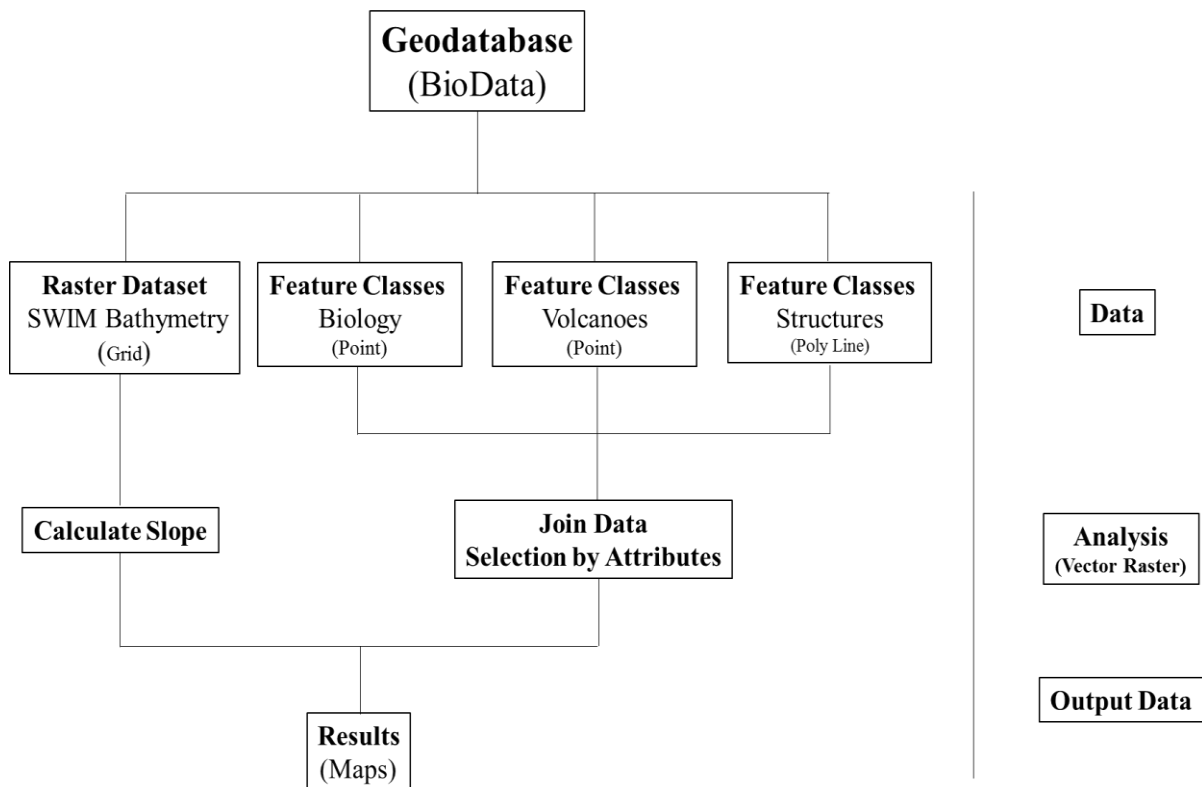 Geodatabase
(BioData)
Raster Dataset
SWIM Bathymetry
(Grid)
Feature Classes
Biology
(Point)
Feature Classes
Volcanoes
(Point)
Feature Classes
Structures
(Poly Line)
Data
Calculate Slope
Join Data
Selection by Attributes
Analysis
(Vector Raster)
Results
(Maps)
Output Data